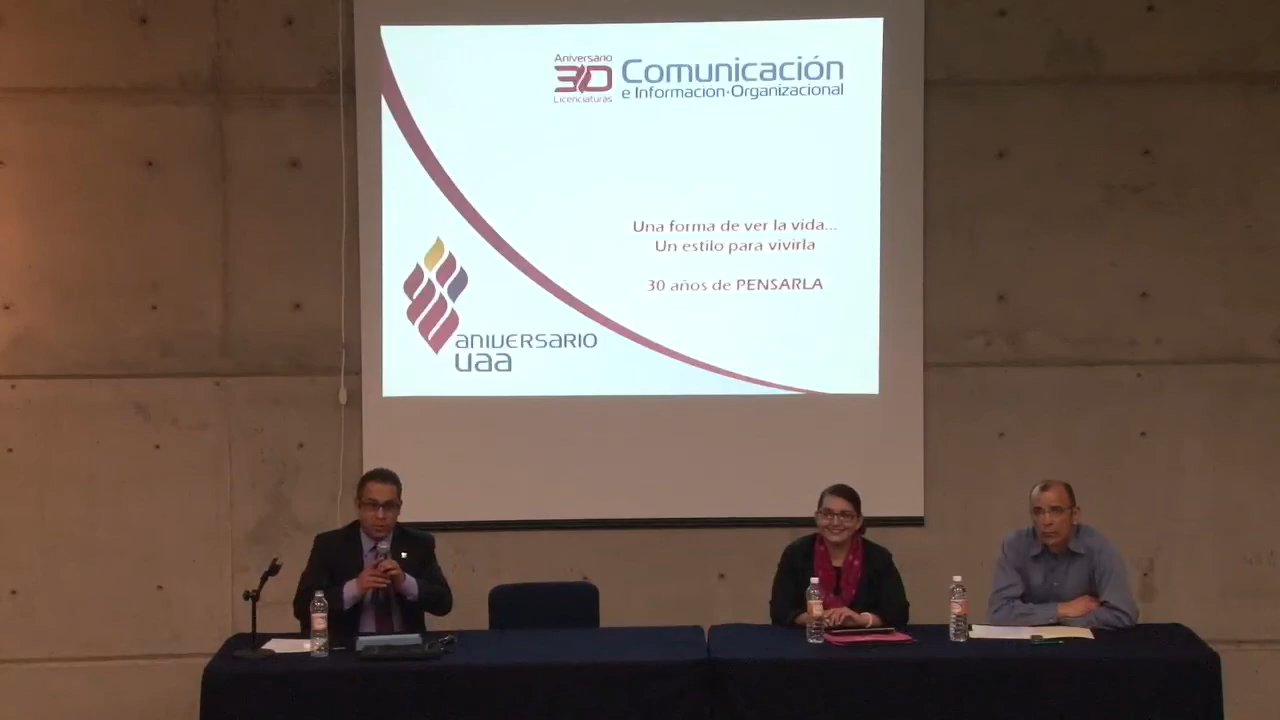 Aniversario
30
Licenciaturas
Comunicación
e Información·Organizacional
Una forma de ver la vida...
Un estilo para vivirla
30 años de PENSARLA
aniversario
uaa